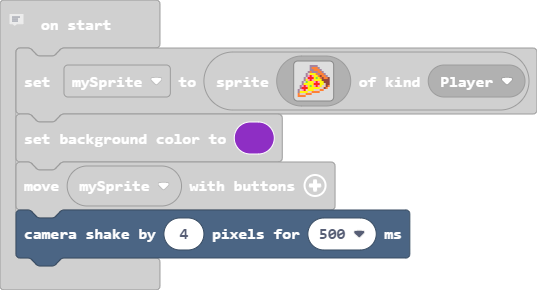 on start
set mySprite to sprite of kind Player
set background color to
move mySprite with buttons
camera shake by 4 pixels for 500 ms